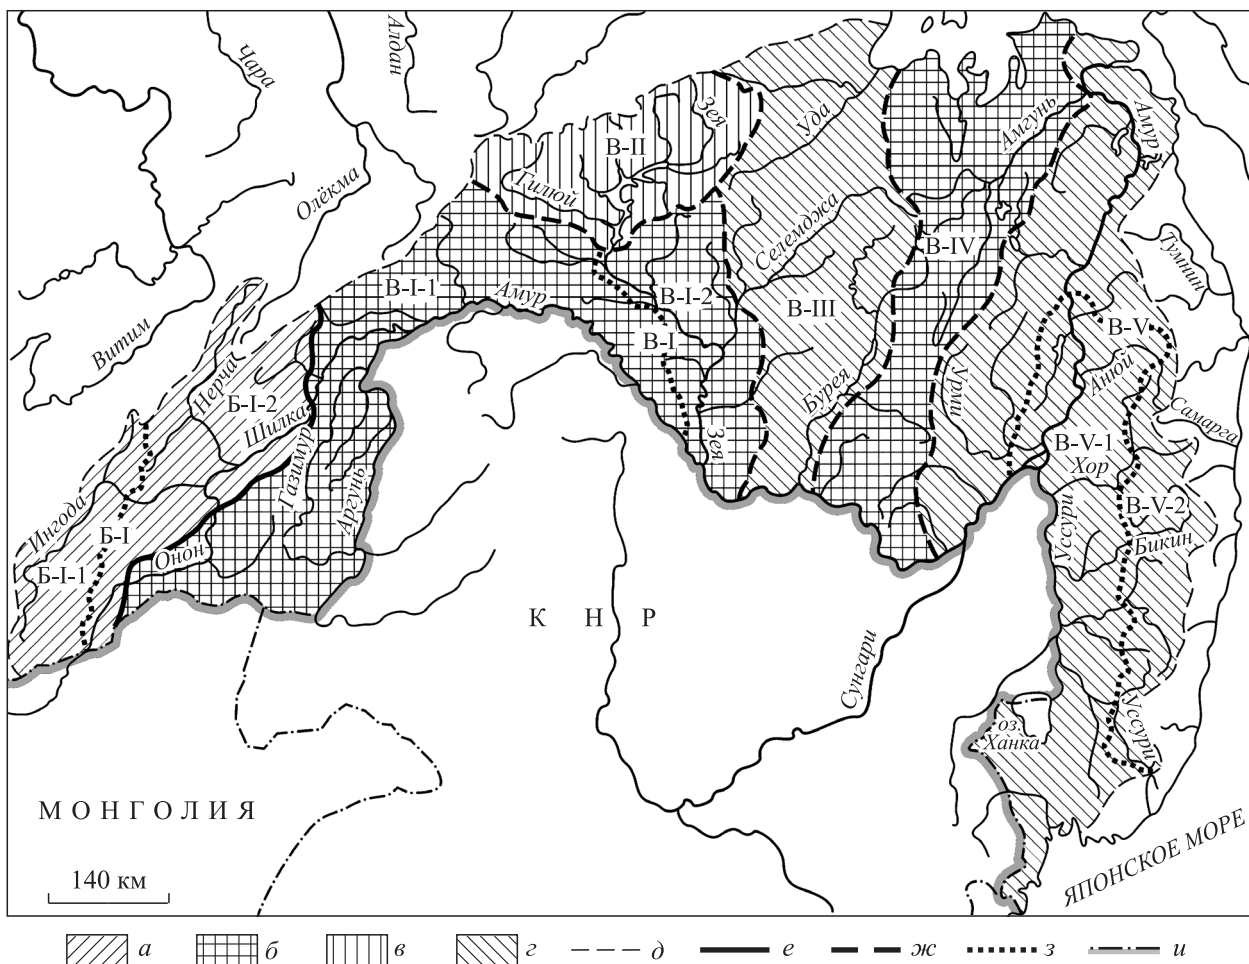 Чара
Алдан
Олёкма
Витим
Зея
В-II
Гилюй
Уда
Амгунь
Амур
Селемджа
В-IV
Тумнин
В-I-1
Амур
В-I-2
В-III
В-I
Бурея
Урми
В-V
Анюй
Самарга
Нерча
Б-I-2
Шилка
Газимур
Аргунь
Зея
В-V-1
Хор
Уссури
В-V-2
Бикин
Ингода
Б-I
Б-I-1
Онон
К Н Р
Сунгари
оз.
Ханка
Уссури
МОНГОЛИЯ
ЯПОНСКОЕ МОРЕ
140 км
а б в г д е ж з и